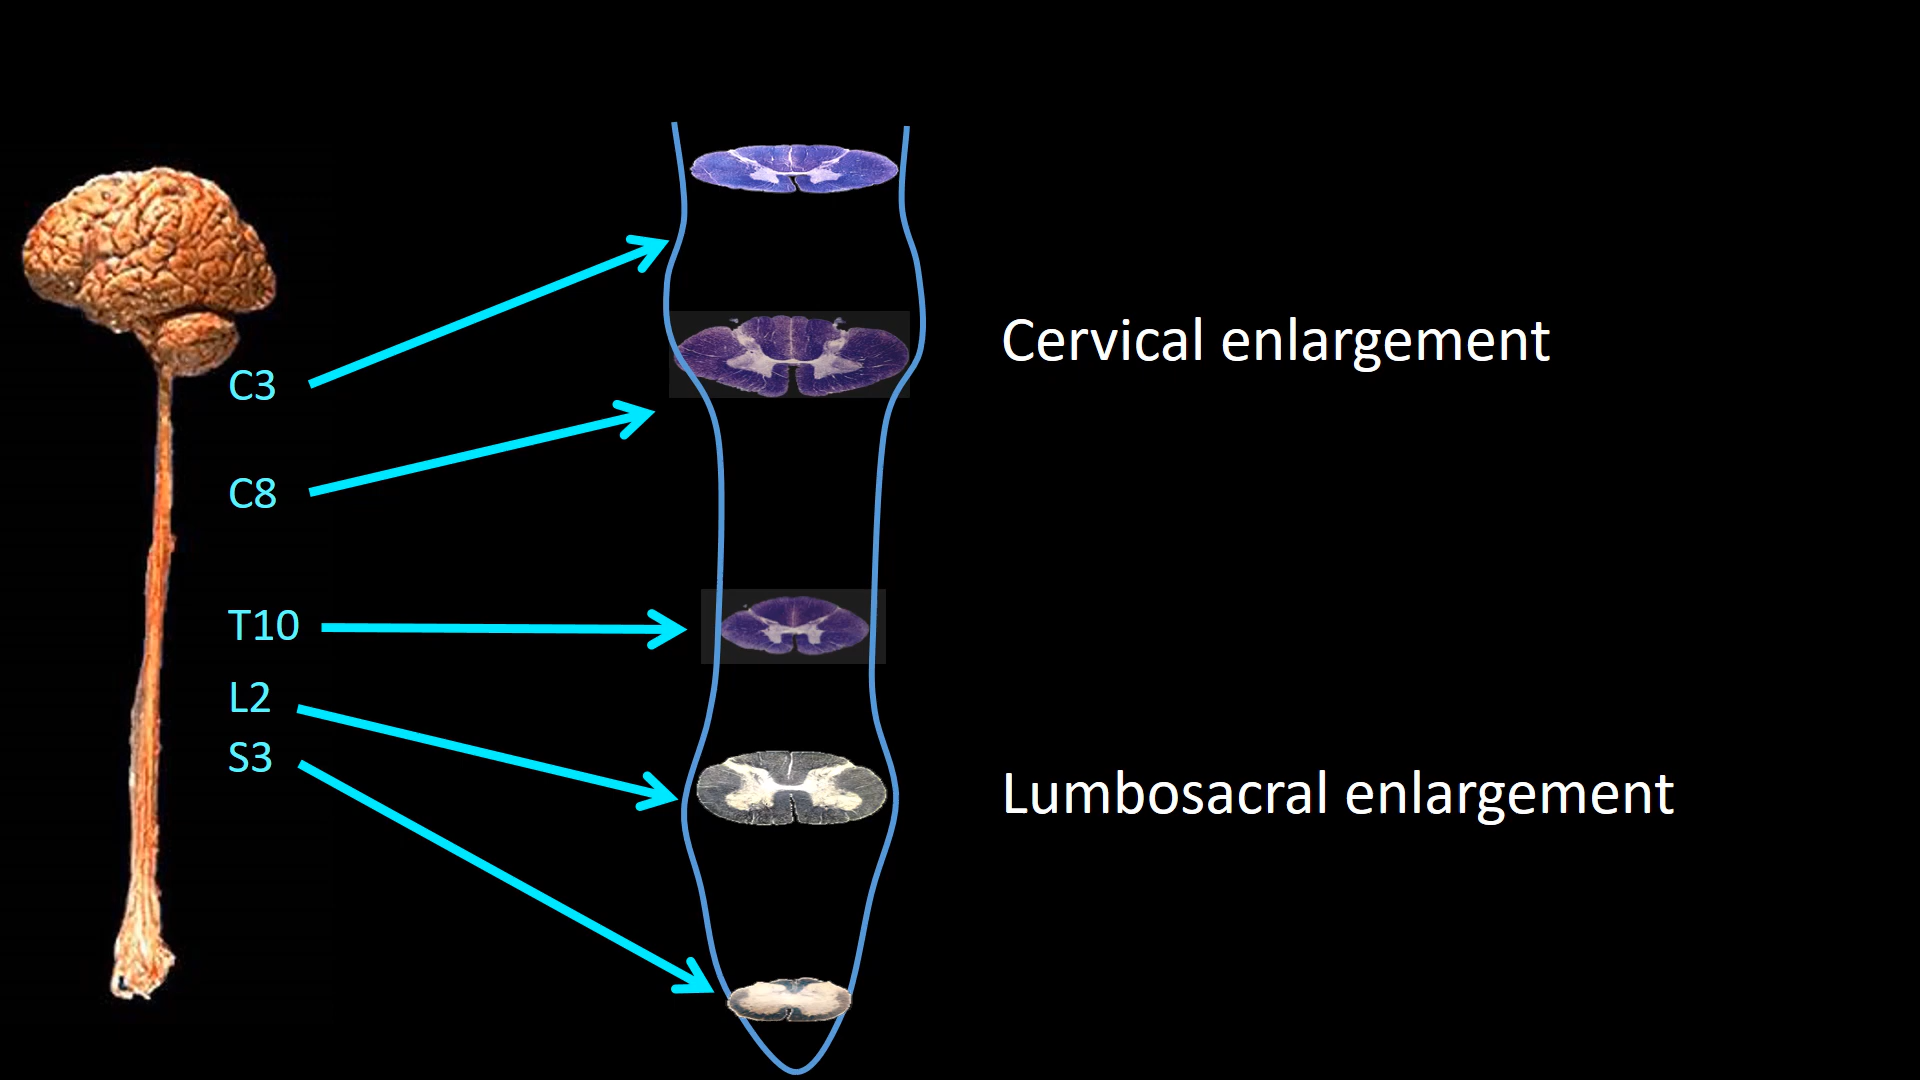 C3
C8
T10
L2
S3
Cervical enlargement
Lumbosacral enlargement